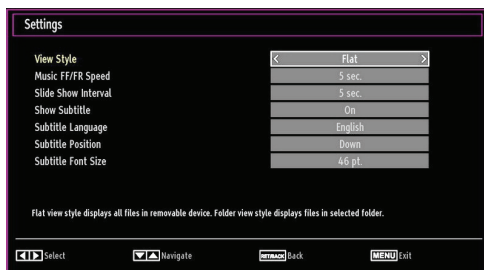 Settings
View Style < Flat >
Music FF/FR Speed 5 sec.
Slide Show Interval 5 sec.
Show Subtitle On
Subtitle Language English
Subtitle Position Down
Subtitle Font Size 46 pt.
Flat view style displays all files in removable device. Folder view style displays files in selected folder.
Select Navigate Back MENU Exit